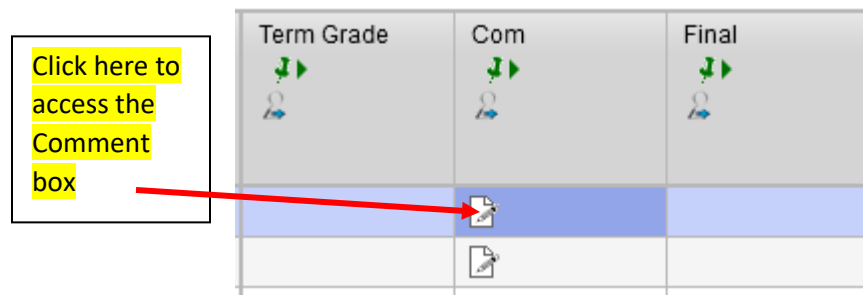 Term Grade
Com
Final
Click here to
access the
Comment
box